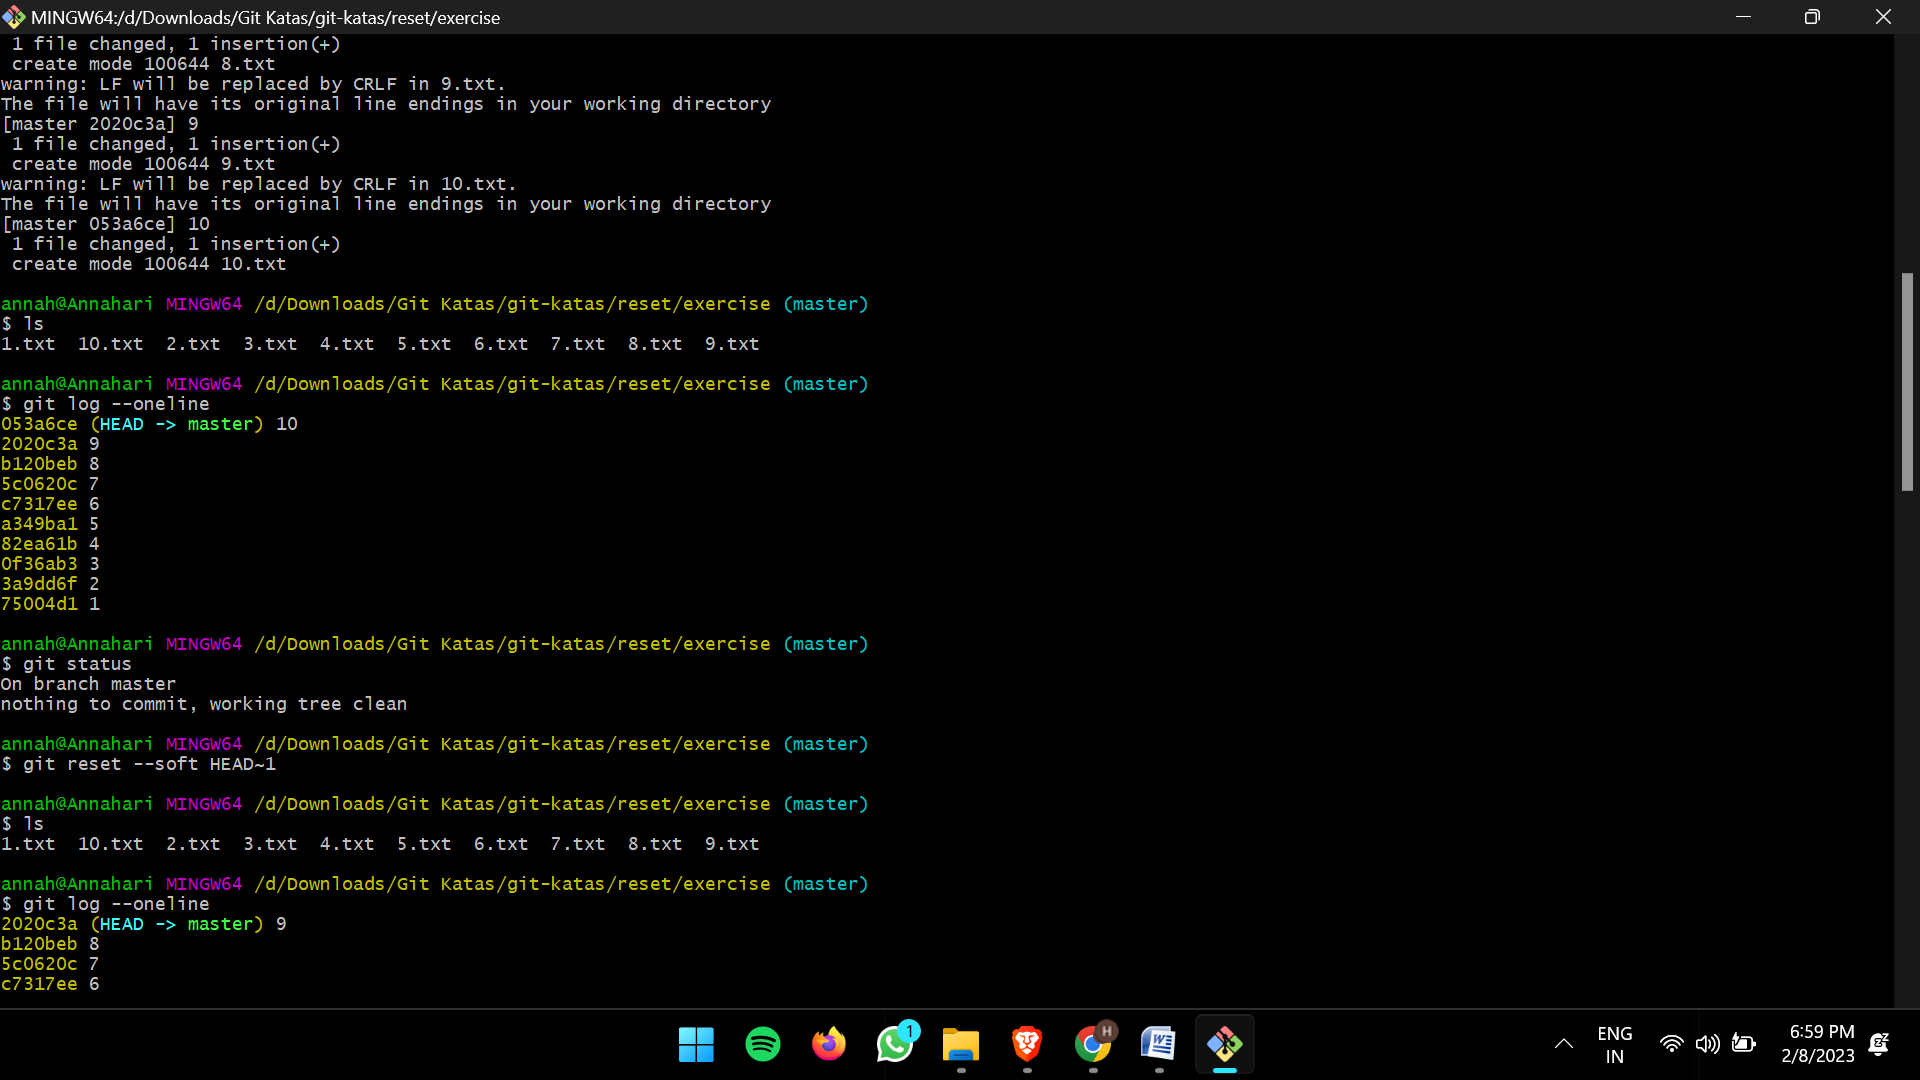 MINGW64:/d/Downloads/Git Katas/git-katas/reset/exercise
1 file changed, 1 insertion(+)
create mode 100644 8.txt
warning: LF will be replaced by CRLF in 9.txt.
The file will have its original line endings in your working directory
[master 2020c3a] 9
1 file changed, 1 insertion(+)
create mode 100644 9.txt
warning: LF will be replaced by CRLF in 10.txt.
The file will have its original line endings in your working directory
[master 053a6ce] 10
1 file changed, 1 insertion(+)
create mode 100644 10.txt
annah@Annahari MINGW64 /d/Downloads/Git Katas/git-katas/reset/exercise (master)
$ ls
1.txt  10.txt  2.txt  3.txt  4.txt  5.txt  6.txt  7.txt  8.txt  9.txt
annah@Annahari MINGW64 /d/Downloads/Git Katas/git-katas/reset/exercise (master)
$ git log --oneline
053a6ce (HEAD -> master) 10
2020c3a 9
b120beb 8
5c0620c 7
c7317ee 6
a349ba1 5
82ea61b 4
0f36ab3 3
3a9dd6f 2
75004d1 1
annah@Annahari MINGW64 /d/Downloads/Git Katas/git-katas/reset/exercise (master)
$ git status
On branch master
nothing to commit, working tree clean
annah@Annahari MINGW64 /d/Downloads/Git Katas/git-katas/reset/exercise (master)
$ git reset --soft HEAD~1
annah@Annahari MINGW64 /d/Downloads/Git Katas/git-katas/reset/exercise (master)
$ ls
1.txt  10.txt  2.txt  3.txt  4.txt  5.txt  6.txt  7.txt  8.txt  9.txt
annah@Annahari MINGW64 /d/Downloads/Git Katas/git-katas/reset/exercise (master)
$ git log --oneline
2020c3a (HEAD -> master) 9
b120beb 8
5c0620c 7
c7317ee 6
1
H
W
ENG
IN
6:59 PM
2/8/2023